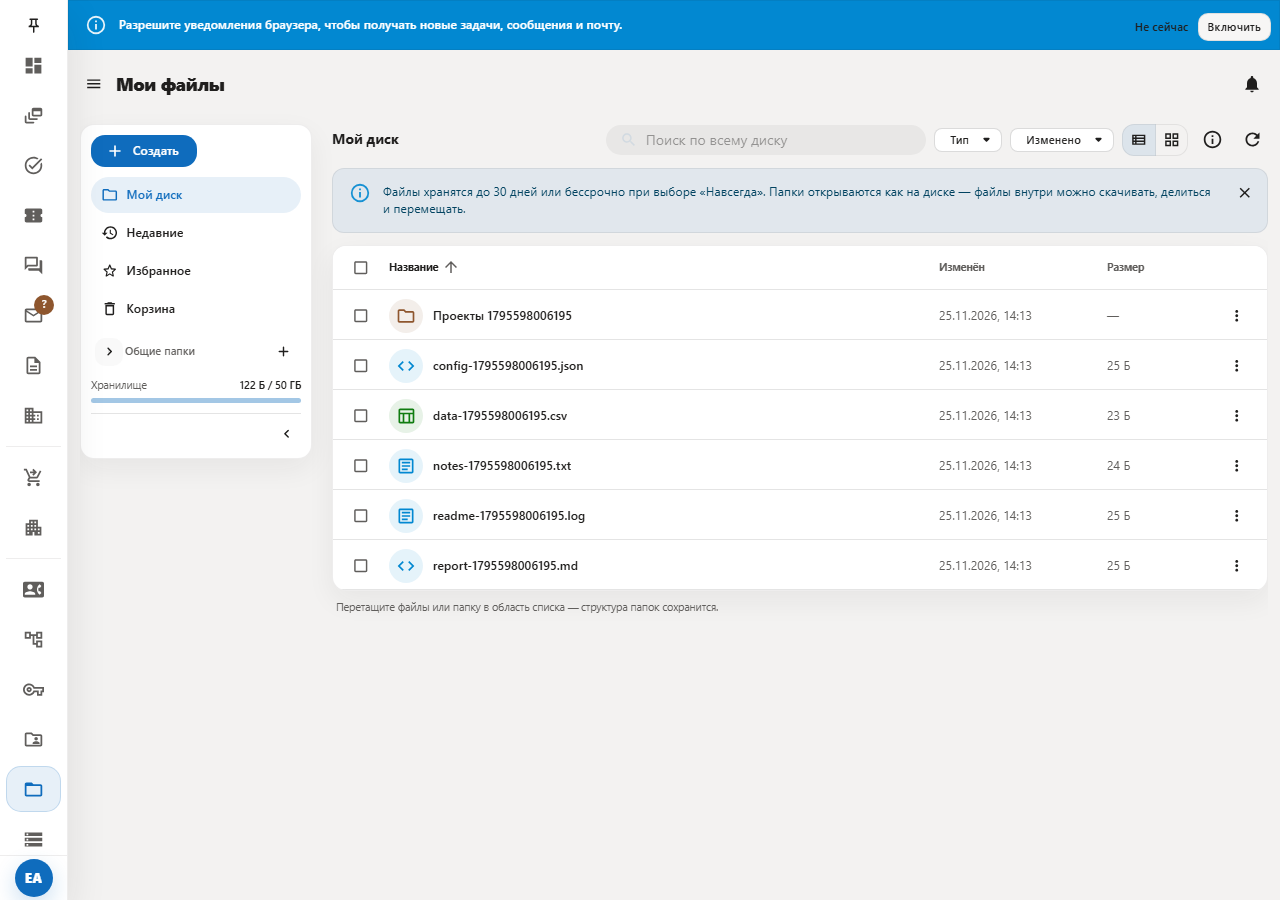 Разрешите уведомления браузера, чтобы получать новые задачи, сообщения и почту.
Не сейчас
Включить
Мои файлы
Создать
Мой диск
Недавние
Избранное
Корзина
Общие папки
Хранилище
122 Б / 50 ГБ
Мой диск
Поиск по всему диску
Тип
Изменено
Файлы хранятся до 30 дней или бессрочно при выборе «Навсегда». Папки открываются как на диске — файлы внутри можно скачивать, делиться
и перемещать.
Название
Изменён
Размер
Проекты 1795598006195
25.11.2026, 14:13
—
config-1795598006195.json
25.11.2026, 14:13
25 Б
data-1795598006195.csv
25.11.2026, 14:13
23 Б
notes-1795598006195.txt
25.11.2026, 14:13
24 Б
readme-1795598006195.log
25.11.2026, 14:13
25 Б
report-1795598006195.md
25.11.2026, 14:13
25 Б
Перетащите файлы или папку в область списка — структура папок сохранится.
?
EA